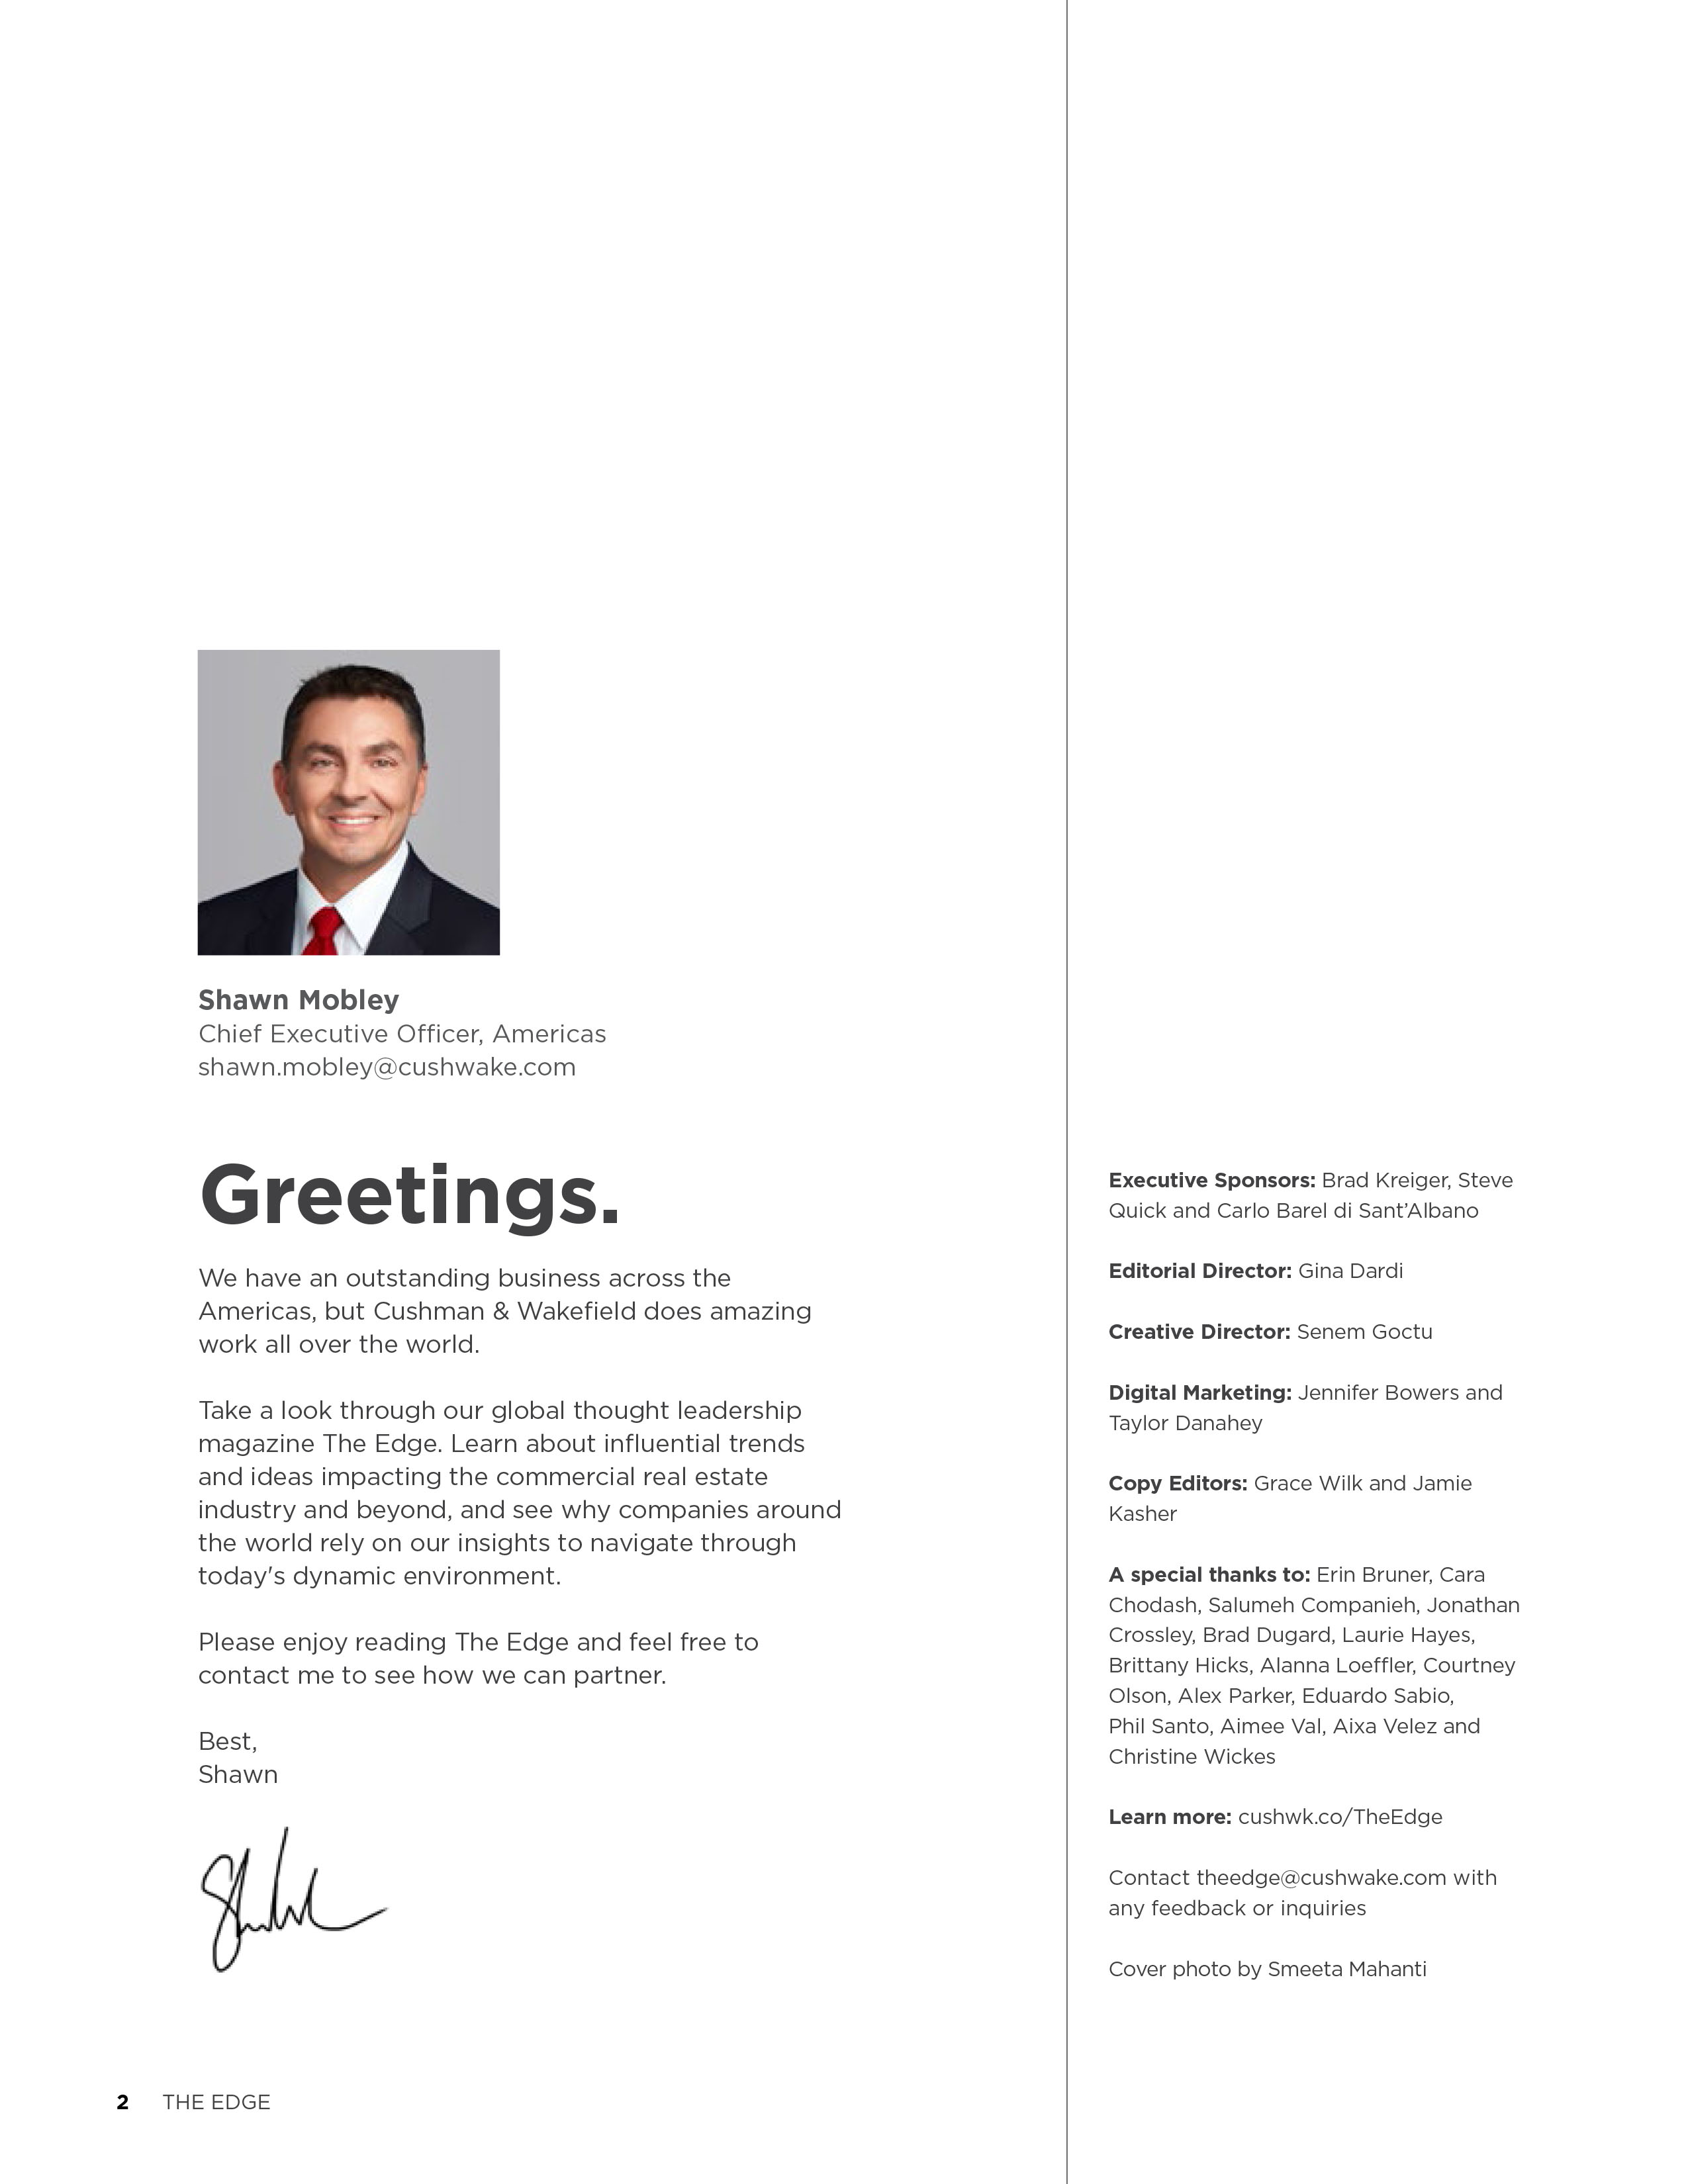 Shawn Mobley
Chief Executive Officer, Americas
shawn.mobley@cushwake.com
Greetings.
We have an outstanding business across the
Americas, but Cushman & Wakefield does amazing
work all over the world.
Take a look through our global thought leadership
magazine The Edge. Learn about influential trends
and ideas impacting the commercial real estate
industry and beyond, and see why companies around
the world rely on our insights to navigate through
today's dynamic environment.
Please enjoy reading The Edge and feel free to
contact me to see how we can partner.
Best,
Shawn
Executive Sponsors: Brad Kreiger, Steve
Quick and Carlo Barel di Sant’Albano
Editorial Director: Gina Dardi
Creative Director: Senem Goctu
Digital Marketing: Jennifer Bowers and
Taylor Danahey
Copy Editors: Grace Wilk and Jamie
Kasher
A special thanks to: Erin Bruner, Cara
Chodash, Salumeh Companieh, Jonathan
Crossley, Brad Dugard, Laurie Hayes,
Brittany Hicks, Alanna Loeffler, Courtney
Olson, Alex Parker, Eduardo Sabio,
Phil Santo, Aimee Val, Aixa Velez and
Christine Wickes
Learn more: cushwk.co/TheEdge
Contact theedge@cushwake.com with
any feedback or inquiries
Cover photo by Smeeta Mahanti
2 THE EDGE